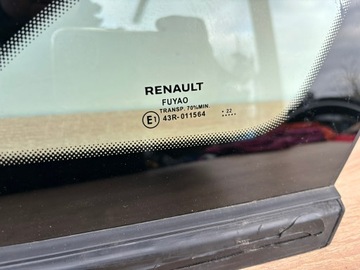 RENAULT
FUYAO
TRANSP. 70%MIN.
E1 43R-011564
• 22
•••••